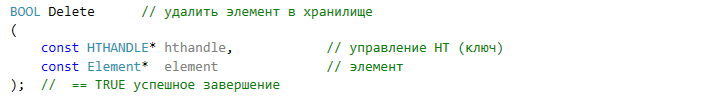 BOOL Delete      // удалить элемент в хранилище
(
    const HTHANDLE* hthandle,            // управление HT (ключ)
    const Element*  element              // элемент
);  //  == TRUE успешное завершение